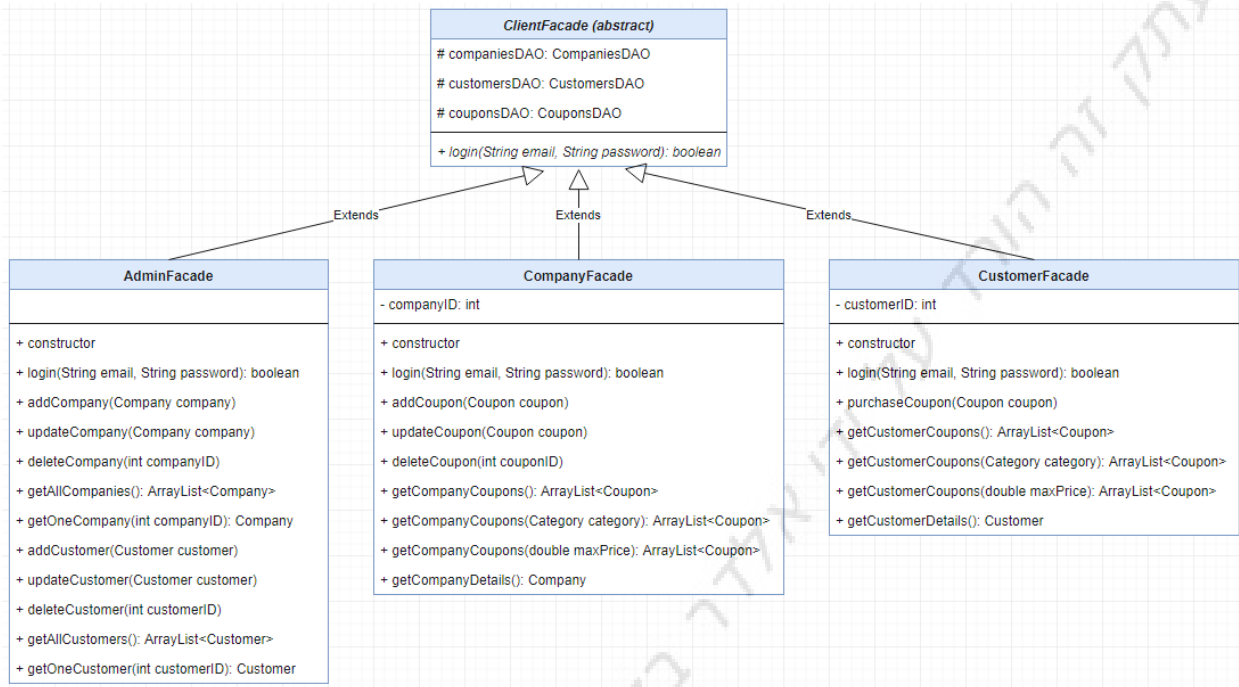 ClientFacade (abstract)
# companiesDAO: CompaniesDAO
# customersDAO: CustomersDAO
# couponsDAO: CouponsDAO
+ login(String email, String password): boolean
Extends
Extends
Extends
AdminFacade
+ constructor
+ login(String email, String password): boolean
+ addCompany(Company company)
+ updateCompany(Company company)
+ deleteCompany(int companyID)
+ getAllCompanies(): ArrayList<Company>
+ getOneCompany(int companyID): Company
+ addCustomer(Customer customer)
+ updateCustomer(Customer customer)
+ deleteCustomer(int customerID)
+ getAllCustomers(): ArrayList<Customer>
+ getOneCustomer(int customerID): Customer
CompanyFacade
- companyID: int
+ constructor
+ login(String email, String password): boolean
+ addCoupon(Coupon coupon)
+ updateCoupon(Coupon coupon)
+ deleteCoupon(int couponID)
+ getCompanyCoupons(): ArrayList<Coupon>
+ getCompanyCoupons(Category category): ArrayList<Coupon>
+ getCompanyCoupons(double maxPrice): ArrayList<Coupon>
+ getCompanyDetails(): Company
CustomerFacade
- customerID: int
+ constructor
+ login(String email, String password): boolean
+ purchaseCoupon(Coupon coupon)
+ getCustomerCoupons(): ArrayList<Coupon>
+ getCustomerCoupons(Category category): ArrayList<Coupon>
+ getCustomerCoupons(double maxPrice): ArrayList<Coupon>
+ getCustomerDetails(): Customer
זה הורד על ידי אלדר